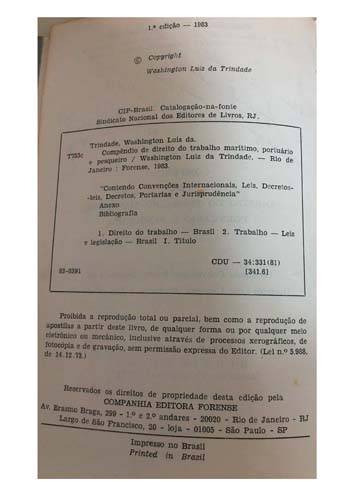 1.ª edição — 1983
© Copyright
Washington Luis da Trindade
CIP-Brasil. Catalogação-na-fonte
Sindicato Nacional dos Editores de Livros, RJ.
Trindade, Washington Luis da.
T753c Compêndio de direito do trabalho marítimo, portuário
e pesqueiro / Washington Luis da Trindade. — Rio de
Janeiro : Forense, 1983.
"Contendo Convenções Internacionais, Leis, Decretos-
-leis, Decretos, Portarias e Jurisprudência"
Anexo
Bibliografia
1. Direito do trabalho — Brasil 2. Trabalho — Leis
e legislação — Brasil I. Título
CDU — 34:331(81)
83-0391 [341.6]
Proibida a reprodução total ou parcial, bem como a reprodução de
apostilas a partir deste livro, de qualquer forma ou por qualquer meio
eletrônico ou mecânico, inclusive através de processos xerográficos, de
fotocópia e de gravação, sem permissão expressa do Editor. (Lei n.º 5.988,
de 14.12.73.)
Reservados os direitos de propriedade desta edição pela
COMPANHIA EDITORA FORENSE
Av. Erasmo Braga, 299 - 1.º e 2.º andares — 20020 - Rio de Janeiro - RJ
Largo de São Francisco, 20 - loja — 01005 - São Paulo - SP
Impresso no Brasil
Printed in Brazil